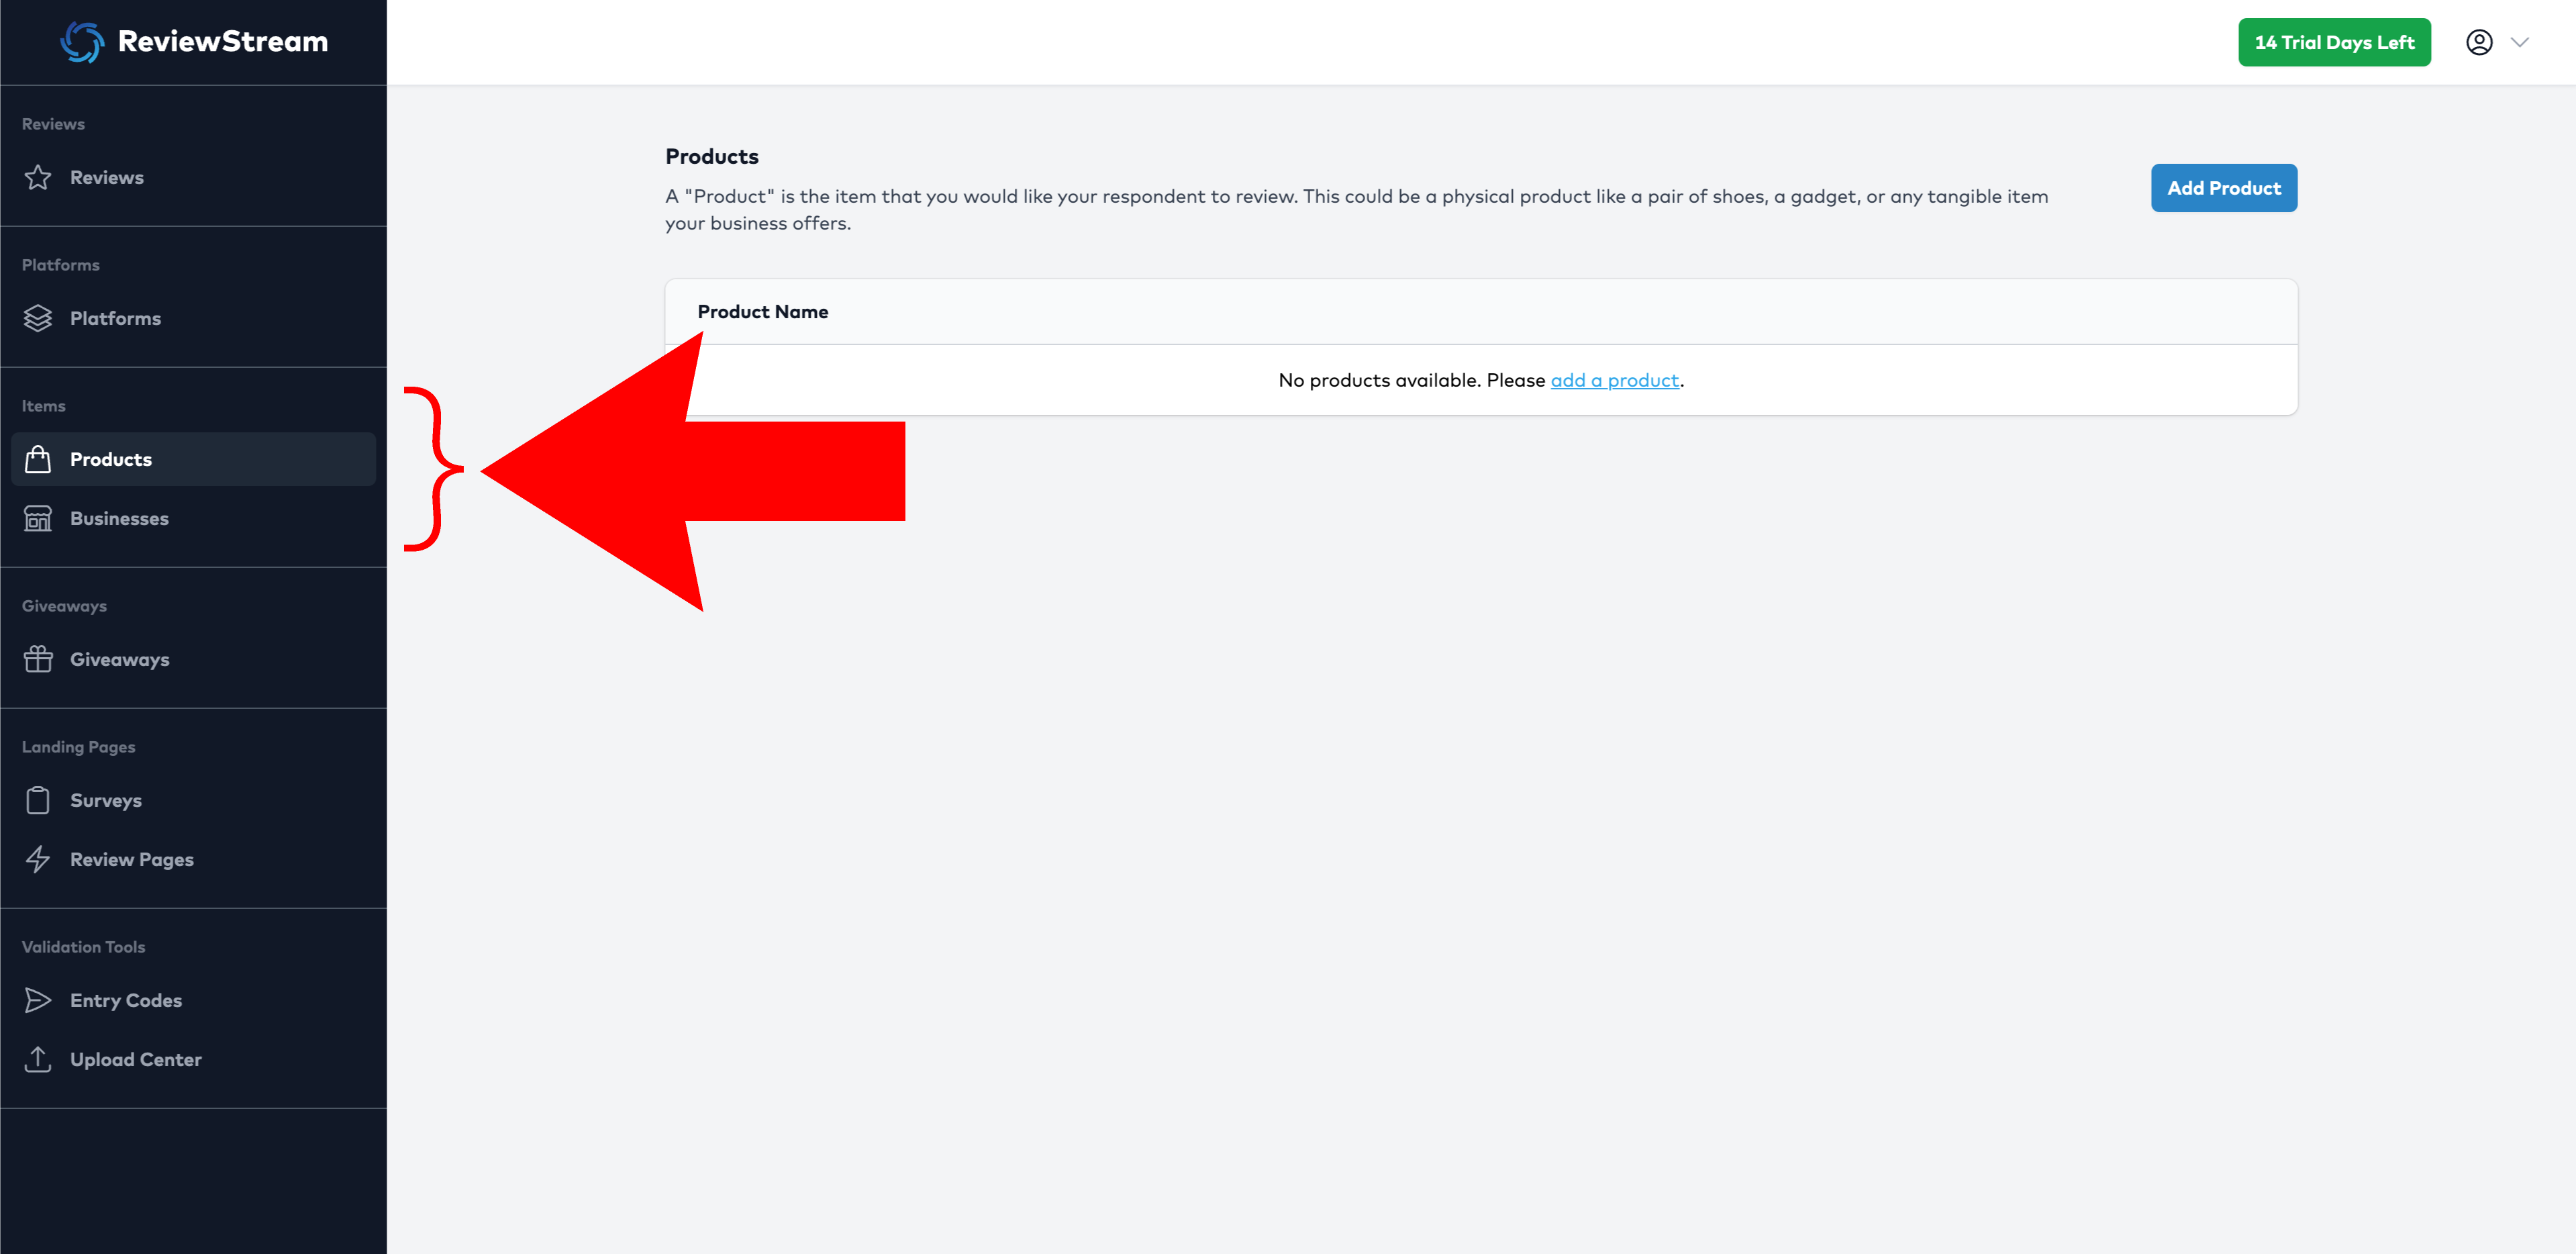 ReviewStream
14 Trial Days Left
Reviews
Reviews
Platforms
Platforms
Items
Products
Businesses
Giveaways
Giveaways
Landing Pages
Surveys
Review Pages
Validation Tools
Entry Codes
Upload Center
Products
A "Product" is the item that you would like your respondent to review. This could be a physical product like a pair of shoes, a gadget, or any tangible item
your business offers.
Add Product
Product Name
No products available. Please add a product.